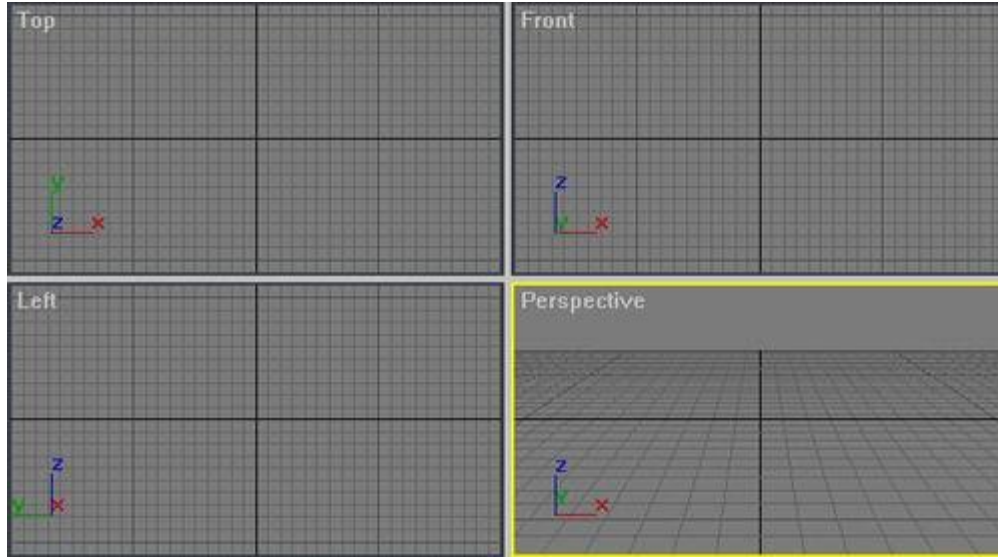 Top
y
z x
Front
z
y x
Left
z
y x
Perspective
z
y
x